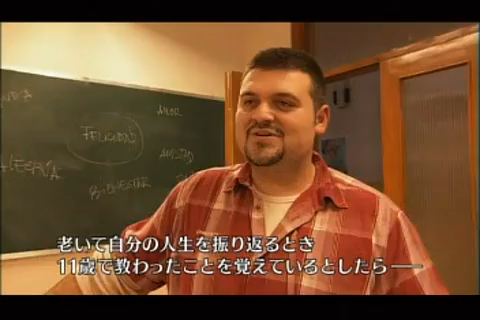 AMOR
FELICIDAD
AMISTAD
ALEGRÍA
BIENESTAR
老いて自分の人生を振り返るとき
11歳で教わったことを覚えているとしたら──